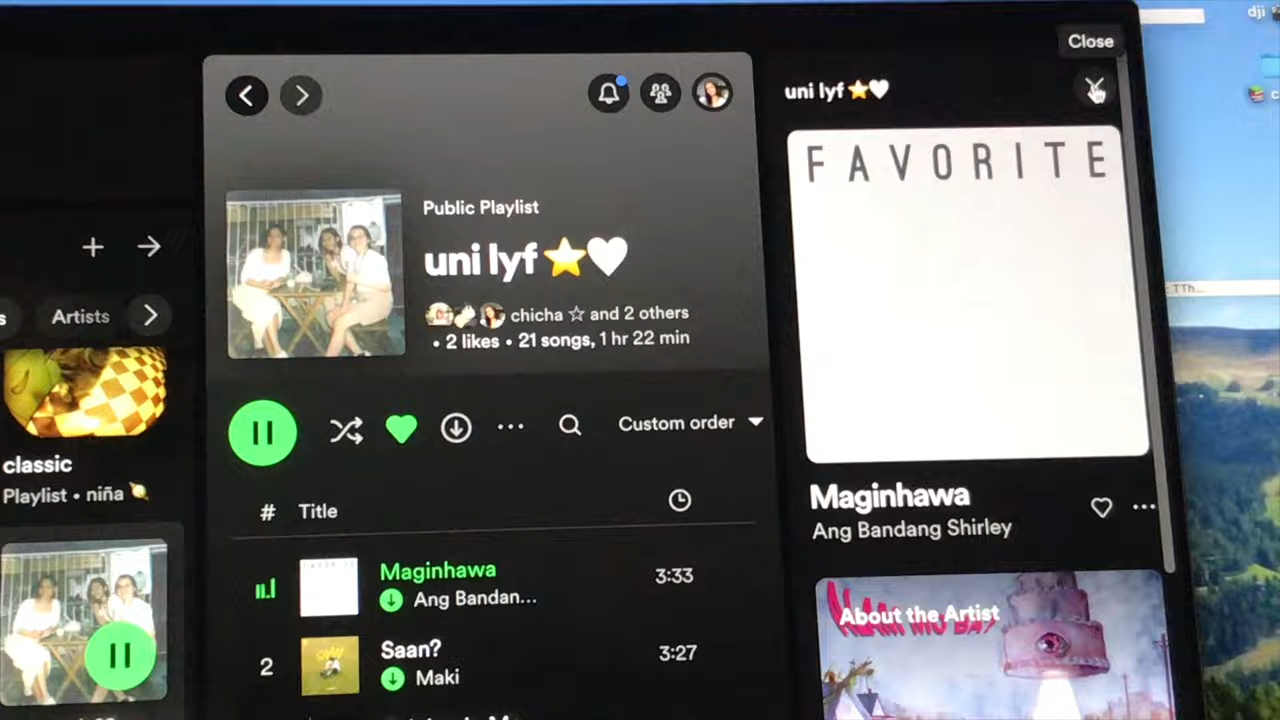 dji
Close
uni lyf ⭐🤍
FAVORITE
Public Playlist
uni lyf ⭐🤍
chicha ☆ and 2 others
• 2 likes • 21 songs, 1 hr 22 min
Artists
classic
Playlist • niña 🪐
Custom order
# Title
Maginhawa
Ang Bandan...
3:33
2
Saan?
Maki
3:27
Maginhawa
Ang Bandang Shirley
About the Artist